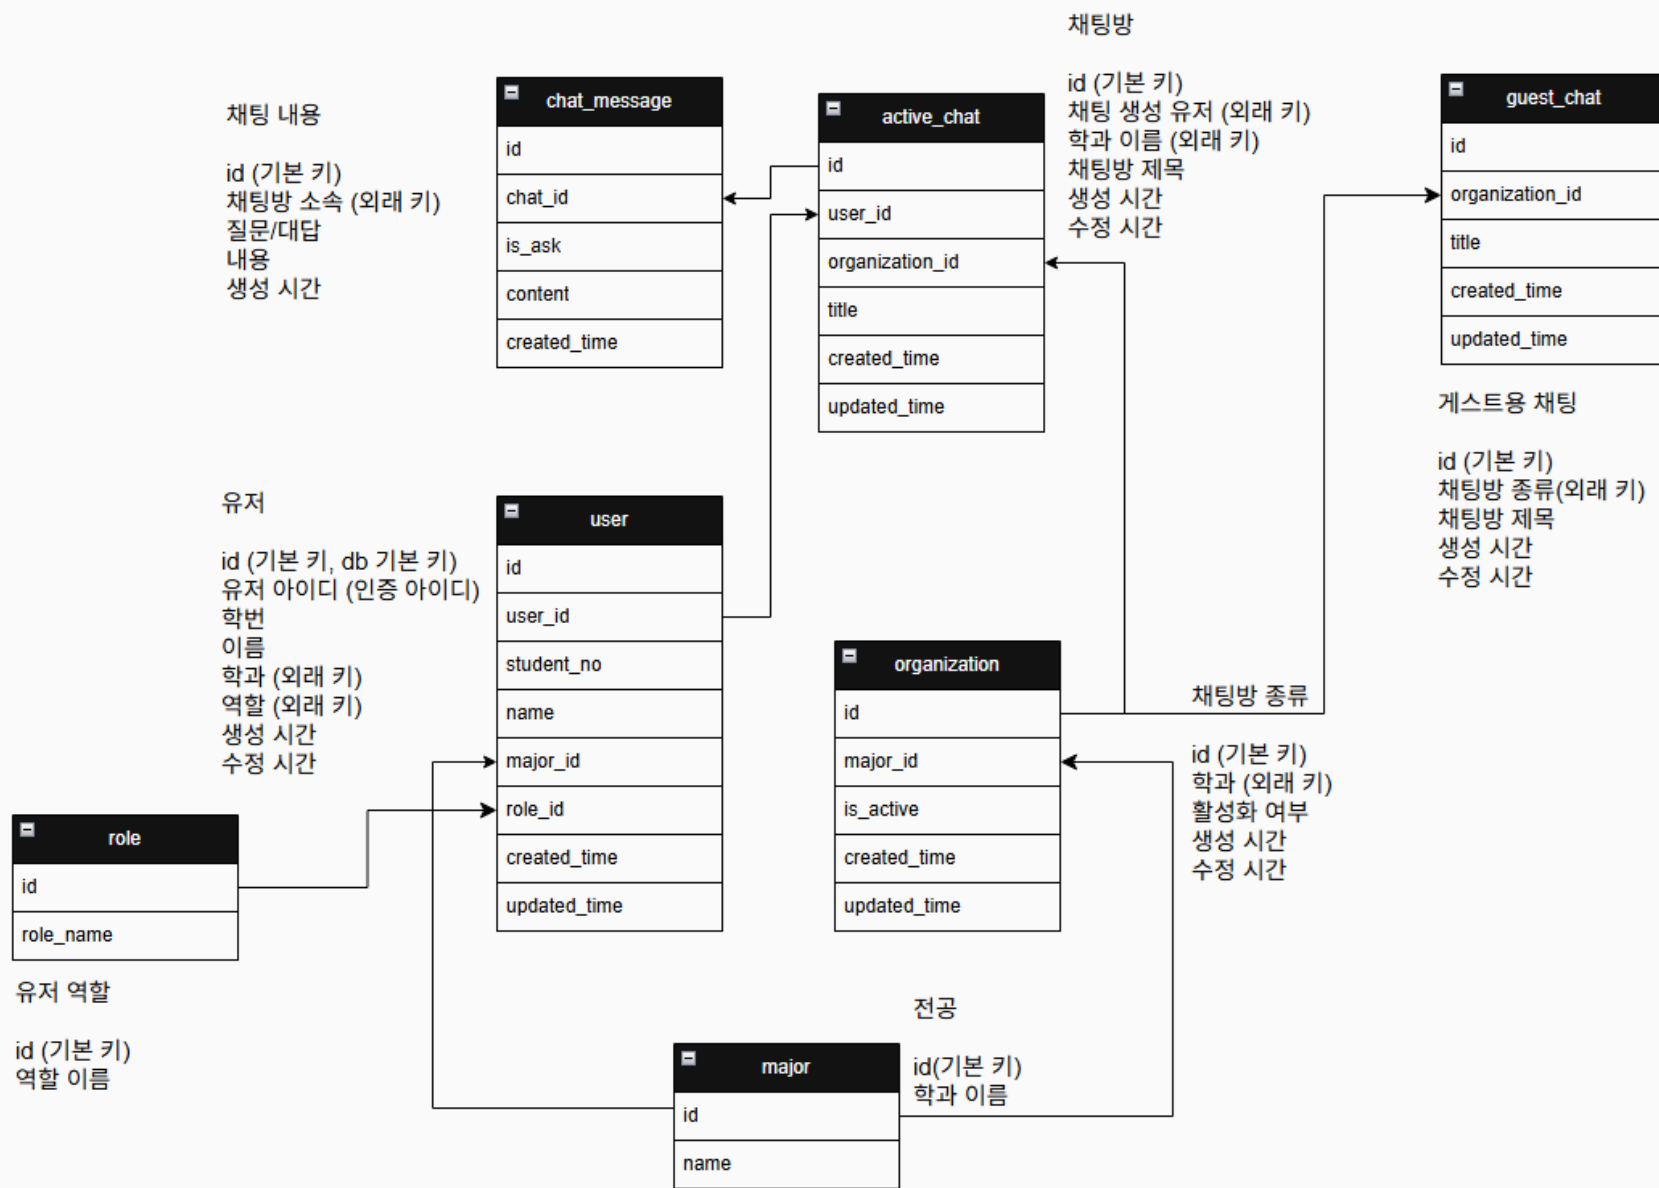 채팅 내용
id (기본 키)
채팅방 소속 (외래 키)
질문/대답
내용
생성 시간
chat_message
id
chat_id
is_ask
content
created_time
active_chat
id
user_id
organization_id
title
created_time
updated_time
채팅방
id (기본 키)
채팅 생성 유저 (외래 키)
학과 이름 (외래 키)
채팅방 제목
생성 시간
수정 시간
guest_chat
id
organization_id
title
created_time
updated_time
게스트용 채팅
id (기본 키)
채팅방 종류(외래 키)
채팅방 제목
생성 시간
수정 시간
유저
id (기본 키, db 기본 키)
유저 아이디 (인증 아이디)
학번
이름
학과 (외래 키)
역할 (외래 키)
생성 시간
수정 시간
user
id
user_id
student_no
name
major_id
role_id
created_time
updated_time
organization
id
major_id
is_active
created_time
updated_time
채팅방 종류
id (기본 키)
학과 (외래 키)
활성화 여부
생성 시간
수정 시간
role
id
role_name
유저 역할
id (기본 키)
역할 이름
major
id
name
전공
id(기본 키)
학과 이름